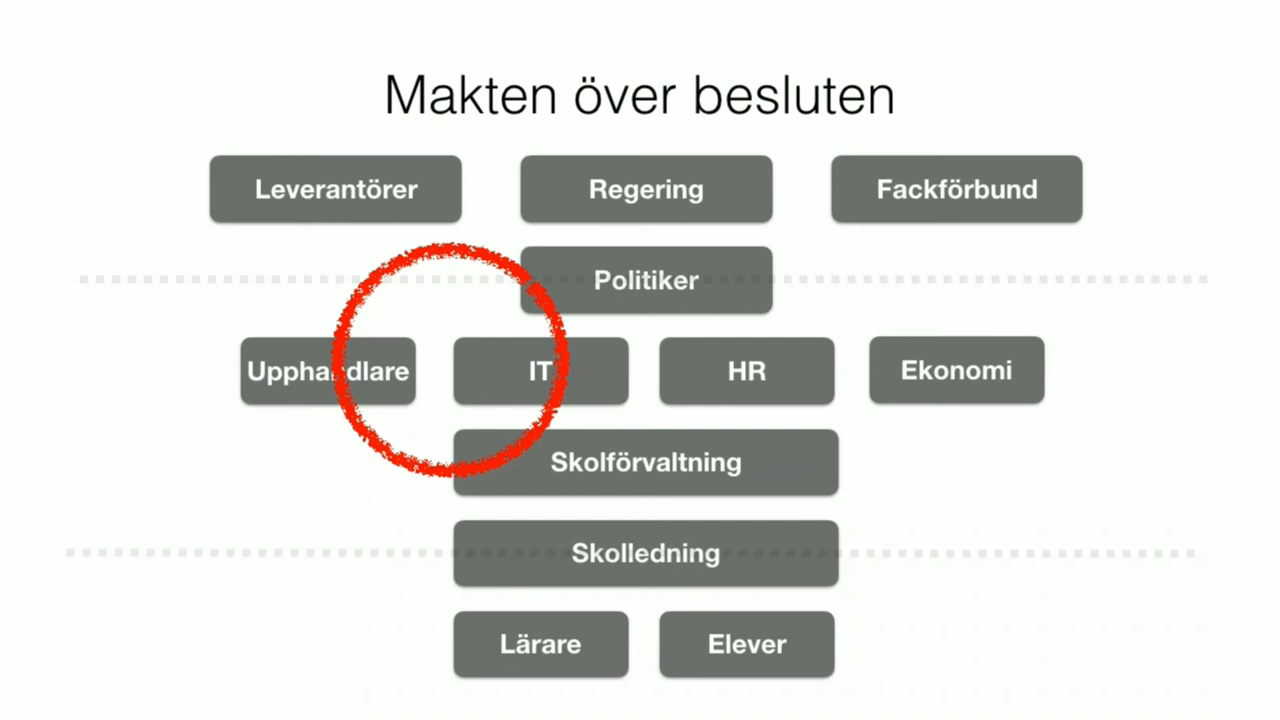 Makten över besluten
Leverantörer
Regering
Fackförbund
Politiker
Upphandlare
IT
HR
Ekonomi
Skolförvaltning
Skolledning
Lärare
Elever